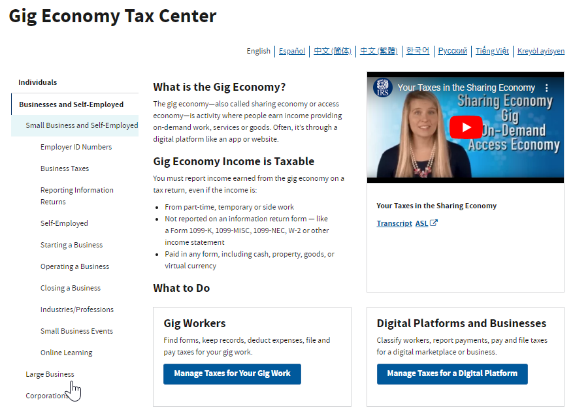 Gig Economy Tax Center
English | Español | 中文 (简体) | 中文 (繁體) | 한국어 | Русский | Tiếng Việt | Kreyòl ayisyen
Individuals
Businesses and Self-Employed
Small Business and Self-Employed
Employer ID Numbers
Business Taxes
Reporting Information
Returns
Self-Employed
Starting a Business
Operating a Business
Closing a Business
Industries/Professions
Small Business Events
Online Learning
Large Business
Corporations
What is the Gig Economy?
The gig economy—also called sharing economy or access
economy—is activity where people earn income providing
on-demand work, services or goods. Often, it's through a
digital platform like an app or website.
Gig Economy Income is Taxable
You must report income earned from the gig economy on a
tax return, even if the income is:
• From part-time, temporary or side work
• Not reported on an information return form — like
a Form 1099-K, 1099-MISC, 1099-NEC, W-2 or other
income statement
• Paid in any form, including cash, property, goods, or
virtual currency
What to Do
Gig Workers
Find forms, keep records, deduct expenses, file and
pay taxes for your gig work.
Manage Taxes for Your Gig Work
IRS
Your Taxes in the Sharing Economy
Sharing Economy
Gig
On-Demand
Access Economy
Your Taxes in the Sharing Economy
Transcript ASL
Digital Platforms and Businesses
Classify workers, report payments, pay and file taxes
for a digital marketplace or business.
Manage Taxes for a Digital Platform